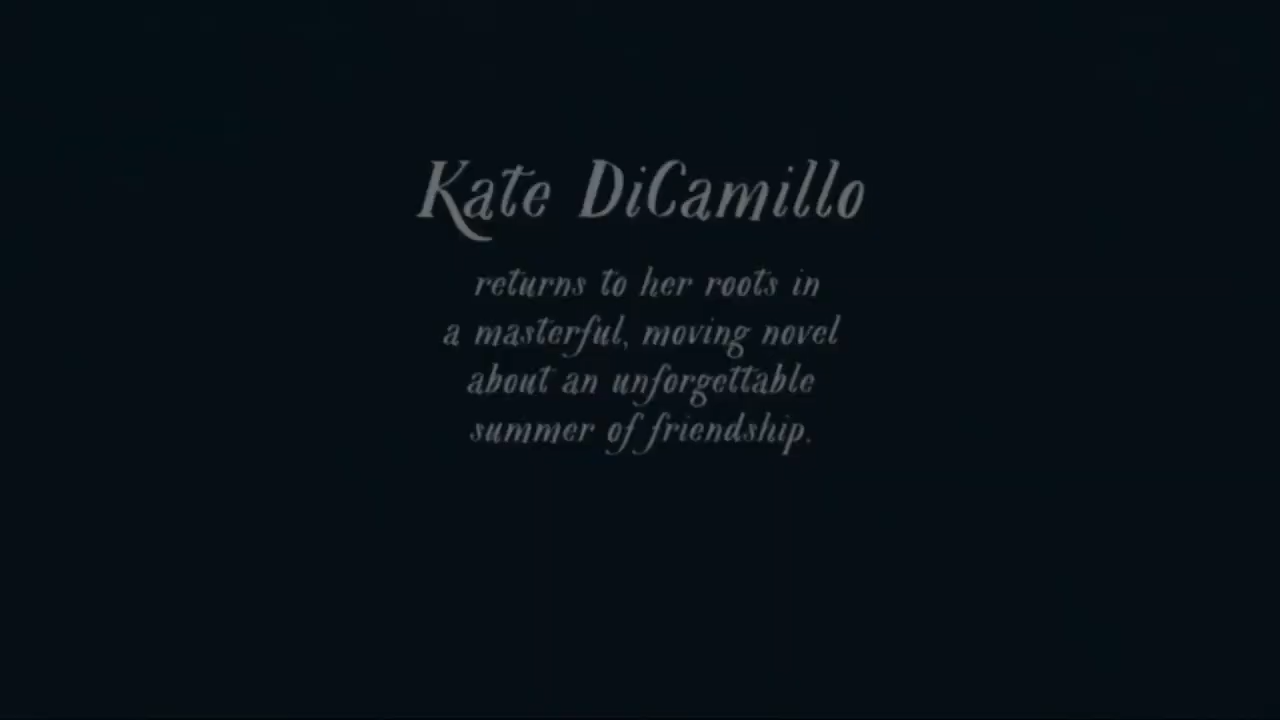 Kate DiCamillo
returns to her roots in
a masterful, moving novel
about an unforgettable
summer of friendship.